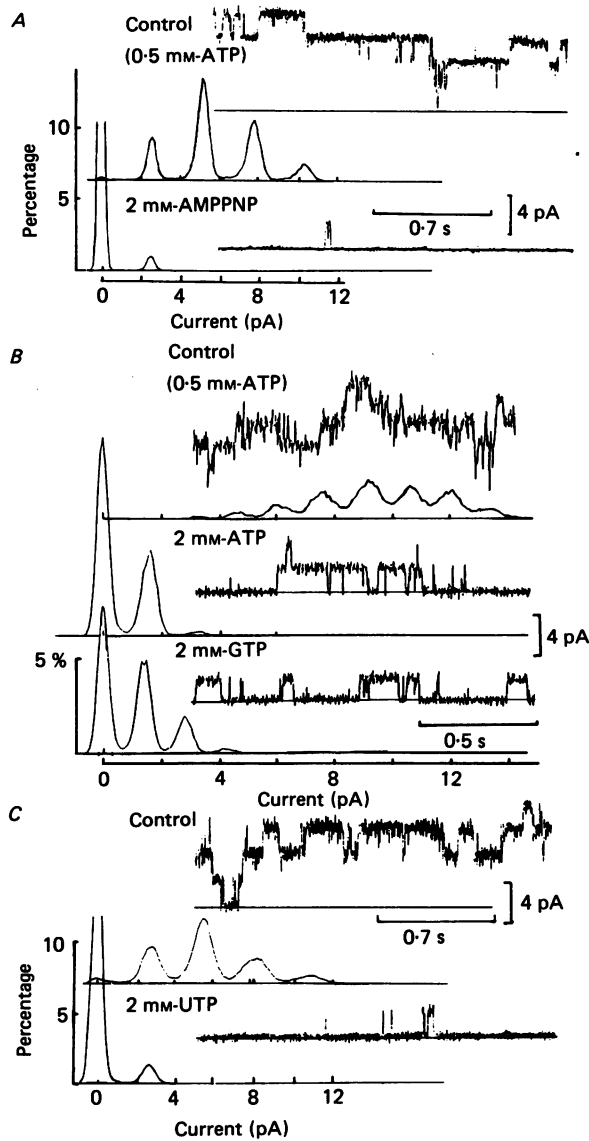 A
Control
(0·5 mM-ATP)
10
5
Percentage
2 mM-AMPPNP
0·7 s
4 pA
0 4 8 12
Current (pA)
B
Control
(0·5 mM-ATP)
2 mM-ATP
4 pA
5 %
2 mM-GTP
0·5 s
0 4 8 12
Current (pA)
C
Control
4 pA
0·7 s
10
5
Percentage
2 mM-UTP
0 4 8 12
Current (pA)